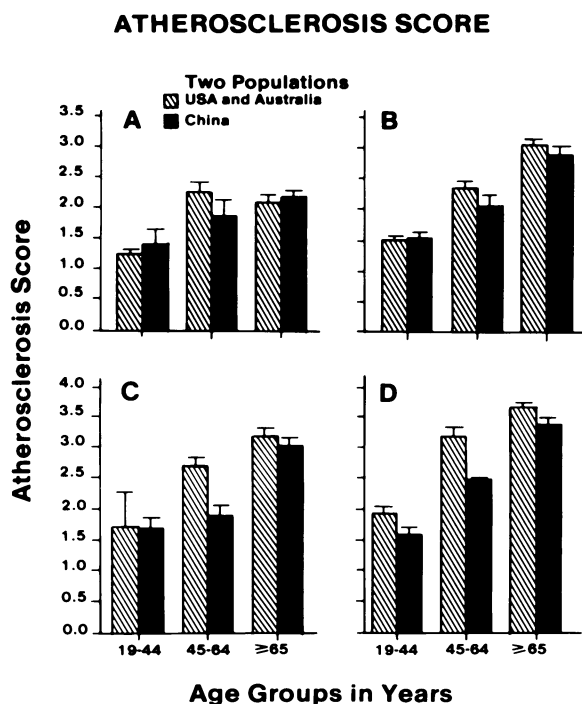 ATHEROSCLEROSIS SCORE
Two Populations
USA and Australia
China
A
B
3.5
3.0
2.5
2.0
1.5
1.0
0.5
0.0
C
D
4.0
3.5
3.0
2.5
2.0
1.5
1.0
0.5
0.0
Atherosclerosis Score
19-44 45-64 ≥65 19-44 45-64 ≥65
Age Groups in Years